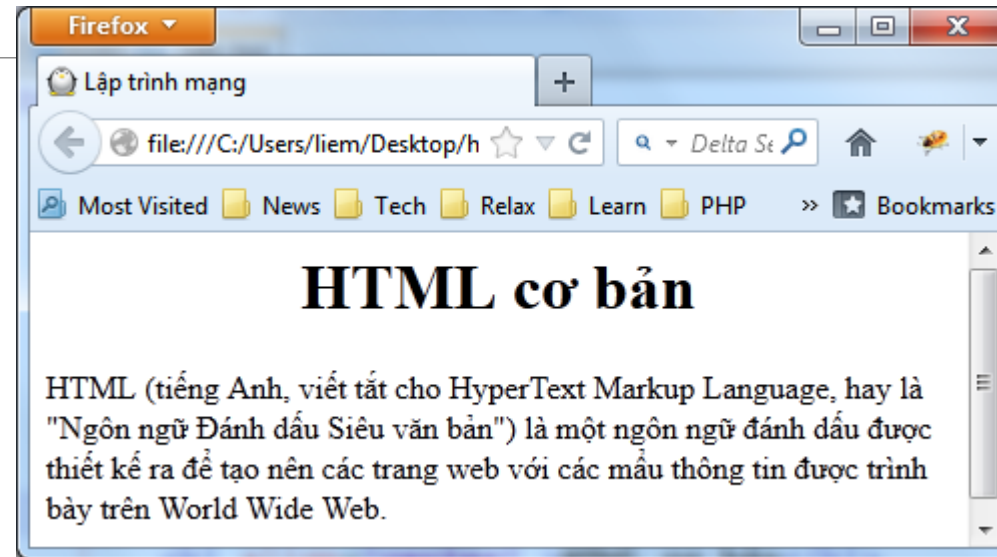 Firefox
Lập trình mạng
file:///C:/Users/liem/Desktop/h
Delta Se
Most Visited News Tech Relax Learn PHP » Bookmarks
HTML cơ bản
HTML (tiếng Anh, viết tắt cho HyperText Markup Language, hay là
"Ngôn ngữ Đánh dấu Siêu văn bản") là một ngôn ngữ đánh dấu được
thiết kế ra để tạo nên các trang web với các mẩu thông tin được trình
bày trên World Wide Web.